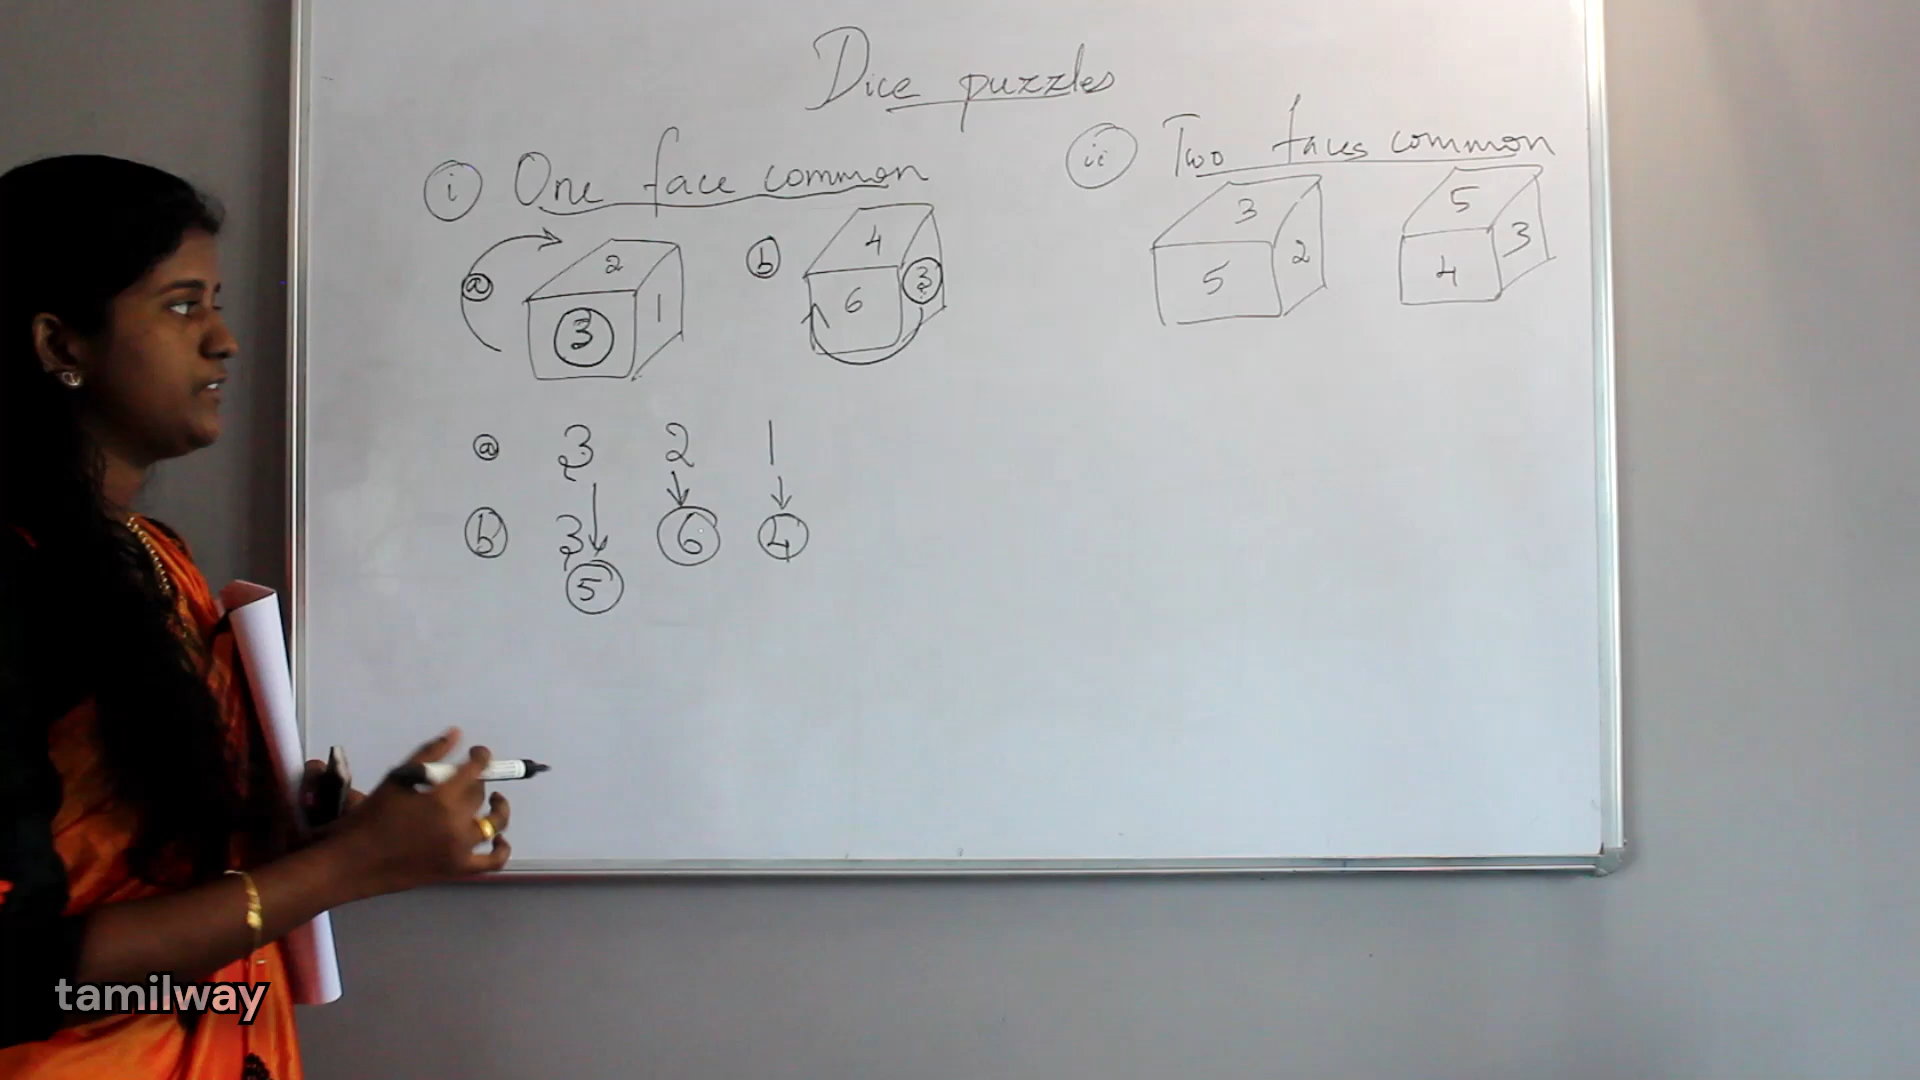 Dice puzzles
i One face common
a 2 3 1
b 4 6 3
a 3 2 1
b 3 6 4
5
ii Two faces common
3 5 2
5 4 3
tamilway